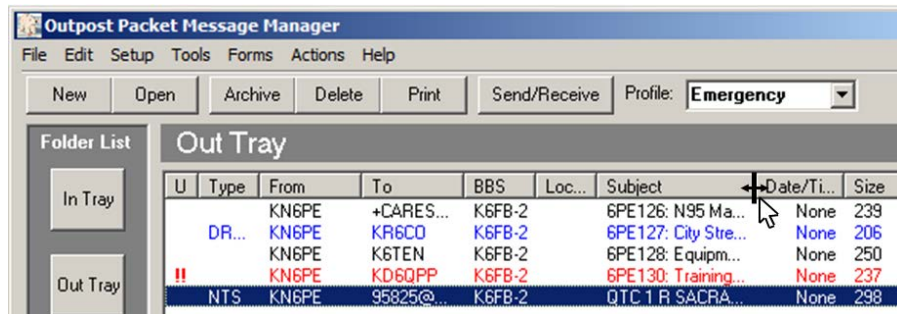 Outpost Packet Message Manager
File Edit Setup Tools Forms Actions Help
New Open Archive Delete Print Send/Receive Profile: Emergency
Folder List
Out Tray
In Tray
Out Tray
U Type From To BBS Loc... Subject Date/Ti... Size
KN6PE +CARES... K6FB-2 6PE126: N95 Ma... None 239
DR... KN6PE KR6CO K6FB-2 6PE127: City Stre... None 206
KN6PE K6TEN K6FB-2 6PE128: Equipm... None 250
!! KN6PE KD6QPP K6FB-2 6PE130: Training... None 237
NTS KN6PE 95825@... K6FB-2 QTC 1 R SACRA... None 298